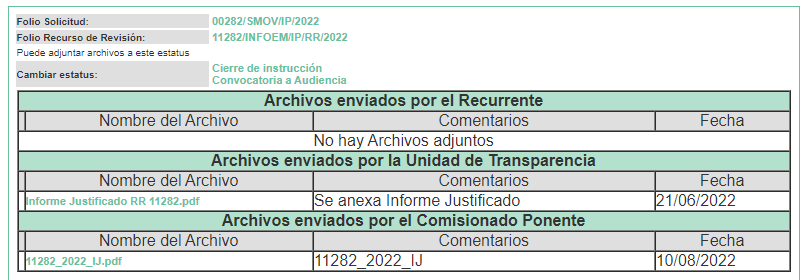 Folio Solicitud: 00282/SMOV/IP/2022
Folio Recurso de Revisión: 11282/INFOEM/IP/RR/2022
Puede adjuntar archivos a este estatus
Cambiar estatus: Cierre de instrucción
Convocatoria a Audiencia
Archivos enviados por el Recurrente
Nombre del Archivo Comentarios Fecha
No hay Archivos adjuntos
Archivos enviados por la Unidad de Transparencia
Nombre del Archivo Comentarios Fecha
Informe Justificado RR 11282.pdf Se anexa Informe Justificado 21/06/2022
Archivos enviados por el Comisionado Ponente
Nombre del Archivo Comentarios Fecha
11282_2022_IJ.pdf 11282_2022_IJ 10/08/2022